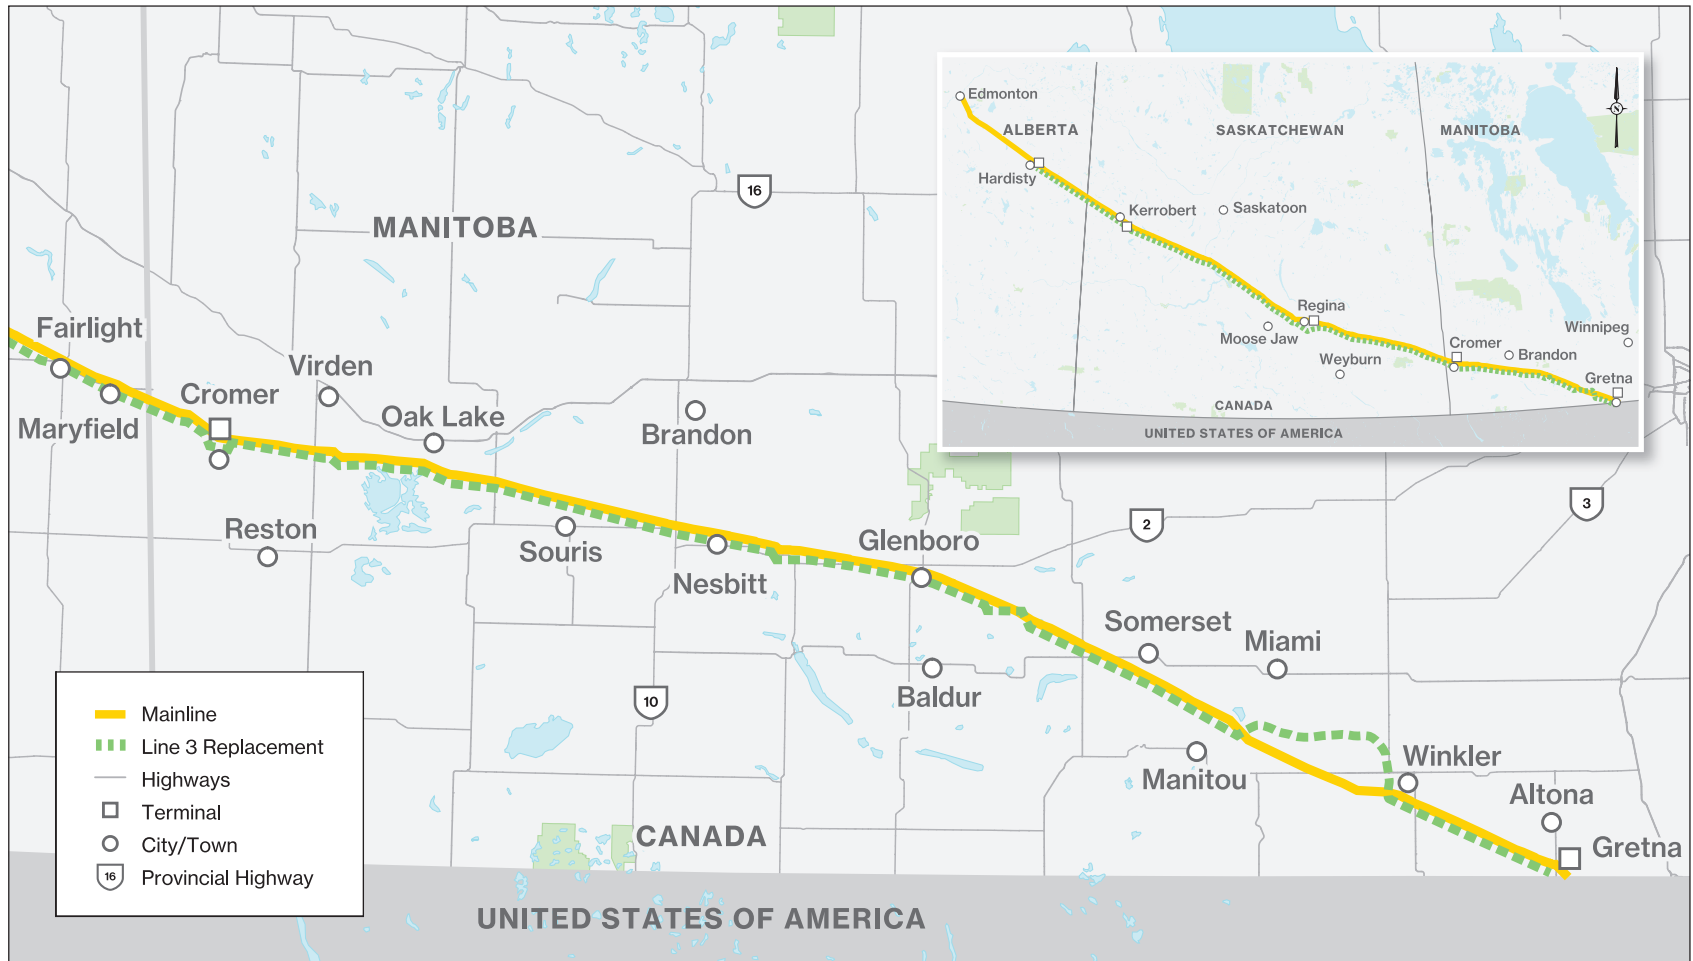 MANITOBA
16
Fairlight
Virden
Cromer
Oak Lake
Maryfield
Brandon
Reston
Souris
Nesbitt
Glenboro
2
3
Somerset
Miami
Baldur
10
Manitou
Winkler
Altona
Gretna
CANADA
UNITED STATES OF AMERICA
Mainline
Line 3 Replacement
Highways
Terminal
City/Town
16 Provincial Highway
Edmonton
ALBERTA
SASKATCHEWAN
MANITOBA
N
Hardisty
Kerrobert
Saskatoon
Regina
Moose Jaw
Weyburn
Cromer
Brandon
Winnipeg
Gretna
CANADA
UNITED STATES OF AMERICA